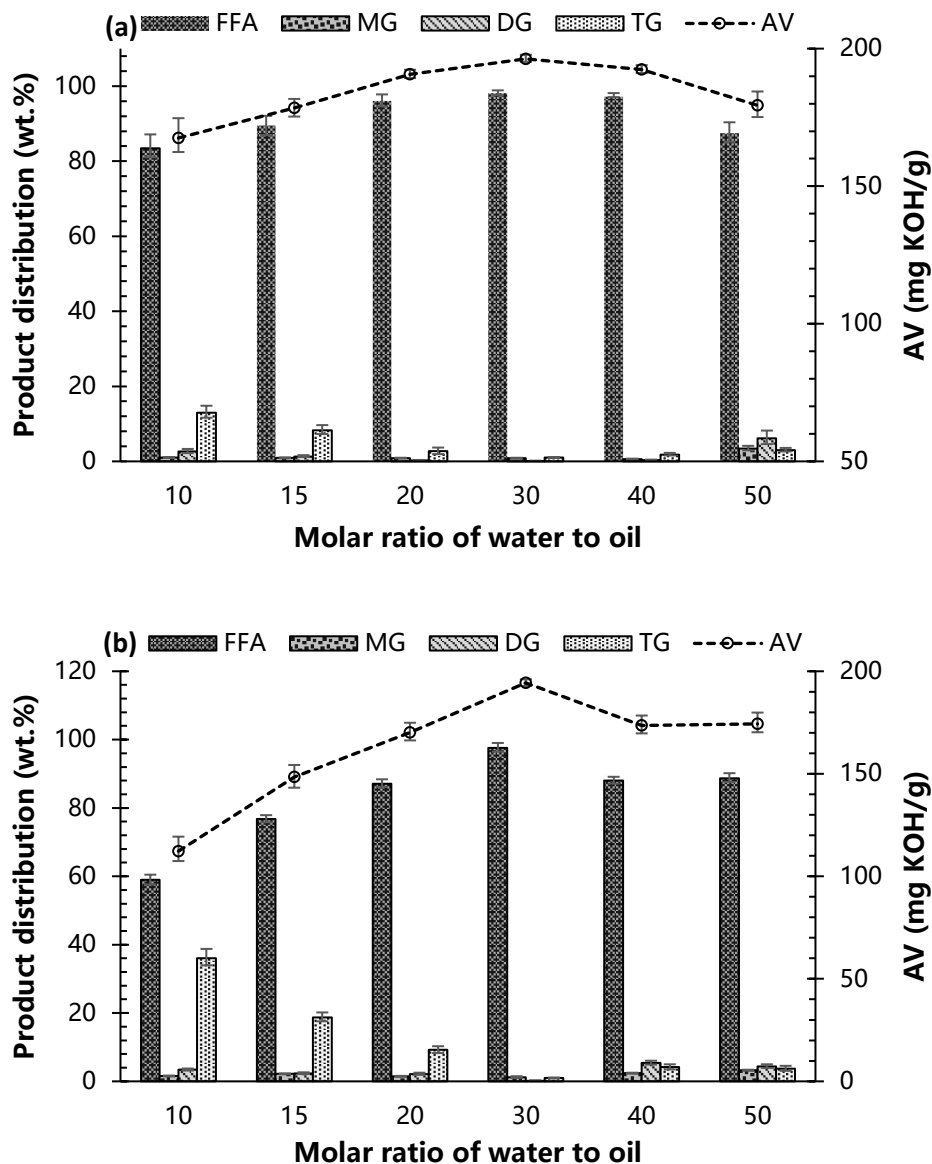 (a) FFA MG DG TG AV
Product distribution (wt.%)
100
80
60
40
20
0
200
150
100
50
AV (mg KOH/g)
10 15 20 30 40 50
Molar ratio of water to oil
(b) FFA MG DG TG AV
Product distribution (wt.%)
120
100
80
60
40
20
0
200
150
100
50
0
AV (mg KOH/g)
10 15 20 30 40 50
Molar ratio of water to oil